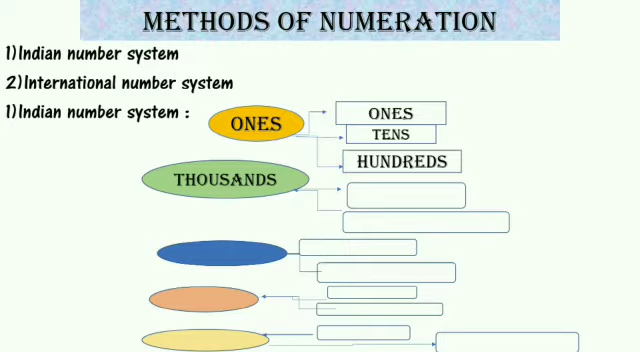 METHODS OF NUMERATION
1)Indian number system
2)International number system
1)Indian number system :
ONES
ONES
TENS
HUNDREDS
THOUSANDS